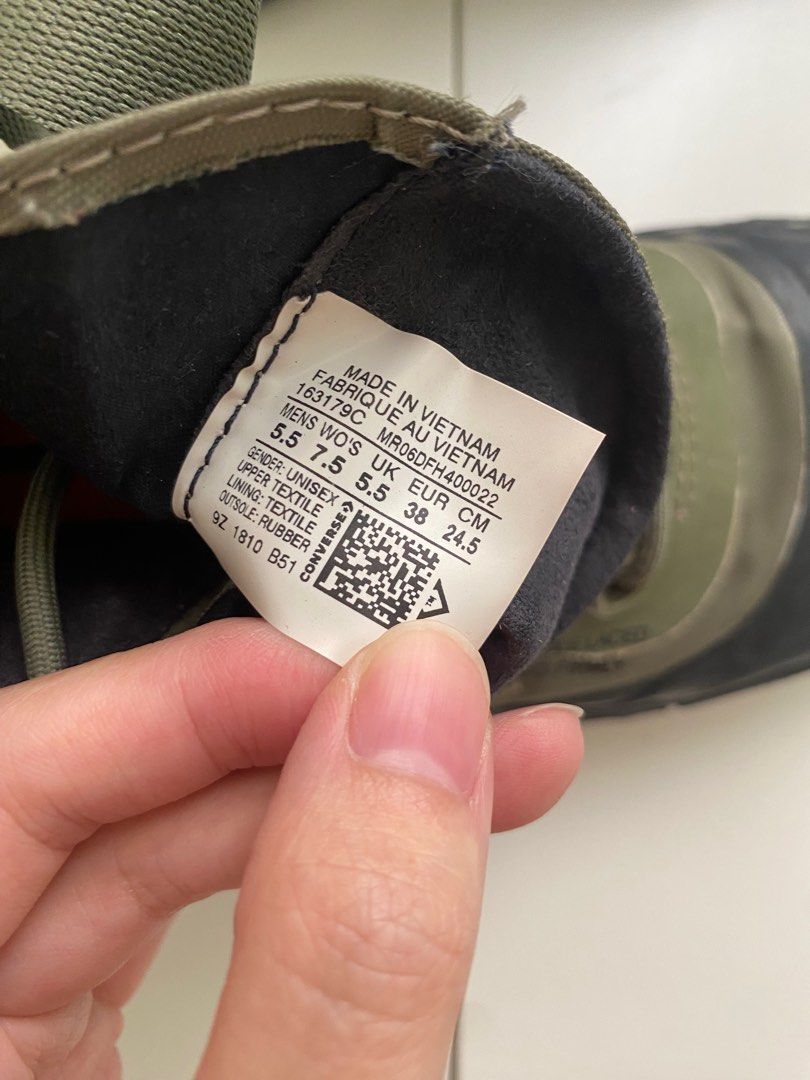 MADE IN VIETNAM
FABRIQUE AU VIETNAM
163179C MR06DFH400022
MENS WO'S UK EUR CM
5.5 7.5 5.5 38 24.5
GENDER: UNISEX
UPPER TEXTILE
LINING: TEXTILE
OUTSOLE: RUBBER
9Z 1810 B51
CONVERSE